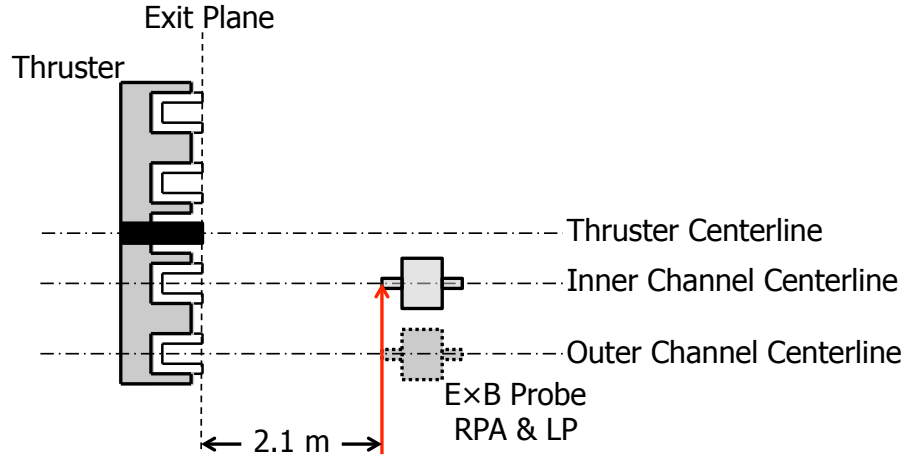 Exit Plane
Thruster
Thruster Centerline
Inner Channel Centerline
Outer Channel Centerline
E×B Probe
RPA & LP
2.1 m